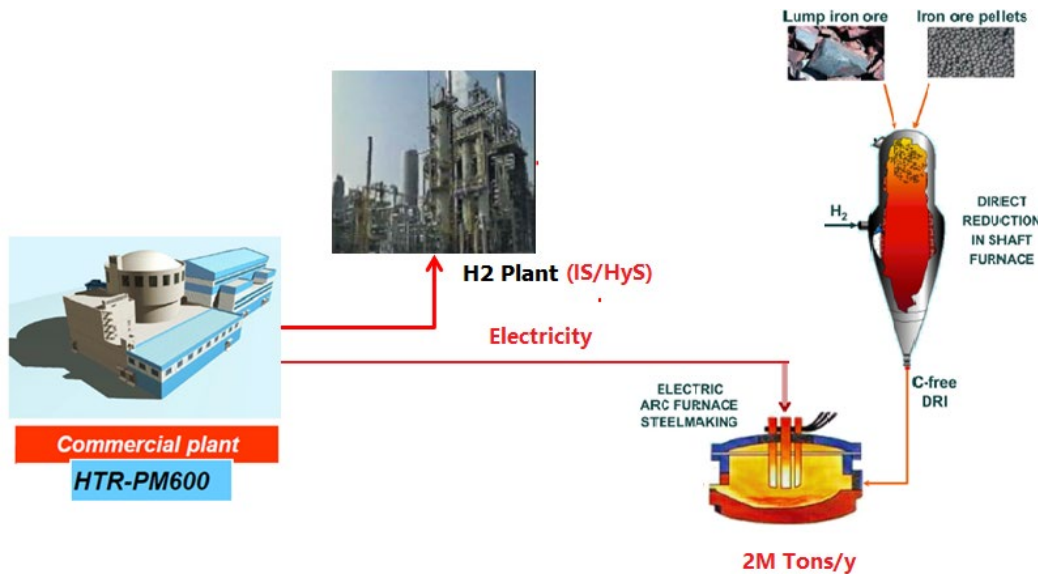 Lump iron ore
Iron ore pellets
H2
DIRECT
REDUCTION
IN SHAFT
FURNACE
H2 Plant (IS/HyS)
Electricity
C-free
DRI
ELECTRIC
ARC FURNACE
STEELMAKING
Commercial plant
HTR-PM600
2M Tons/y